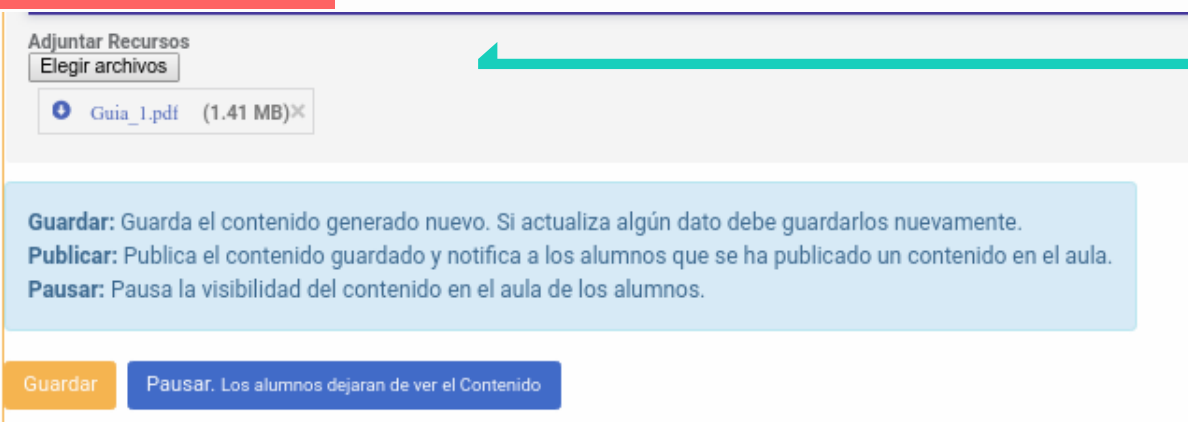 Adjuntar Recursos
Elegir archivos
Guia_1.pdf (1.41 MB)×
Guardar: Guarda el contenido generado nuevo. Si actualiza algún dato debe guardarlos nuevamente.
Publicar: Publica el contenido guardado y notifica a los alumnos que se ha publicado un contenido en el aula.
Pausar: Pausa la visibilidad del contenido en el aula de los alumnos.
Guardar Pausar. Los alumnos dejaran de ver el Contenido